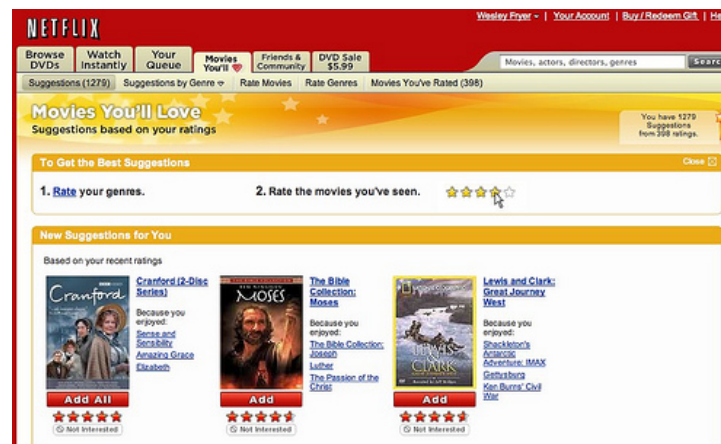 NETFLIX
Wesley Fryer | Your Account | Buy/Redeem Gift | He
Browse DVDs
Watch Instantly
Your Queue
Movies You'll
Friends & Community
DVD Sale $5.99
Movies, actors, directors, genres
Searc
Suggestions (1279) Suggestions by Genre Rate Movies Rate Genres Movies You've Rated (398)
Movies You'll Love
Suggestions based on your ratings
You have 1279
Suggestions
from 398 ratings.
To Get the Best Suggestions
Close
1. Rate your genres.
2. Rate the movies you've seen.
New Suggestions for You
Based on your recent ratings
Cranford
Cranford (2-Disc
Series)
Because you
enjoyed:
Sense and
Sensibility
Amazing Grace
Elizabeth
Add All
Not Interested
MOSES
The Bible
Collection:
Moses
Because you
enjoyed:
The Bible Collection:
Joseph
Luther
The Passion of the
Christ
Add
Not Interested
LEWIS
&
CLARK
Lewis and Clark:
Great Journey
West
Because you
enjoyed:
Shackleton's
Antarctic
Adventure: IMAX
Gettysburg
Ken Burns' Civil
War
Add
Not Interested